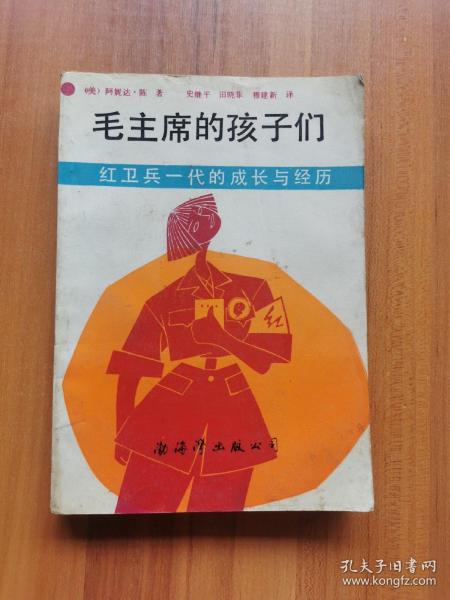 (美) 阿妮达·陈 著 史继平 田晓菲 穆建新 译
毛主席的孩子们
红卫兵一代的成长与经历
红
渤海湾出版公司
孔夫子旧书网
www.kongfz.com